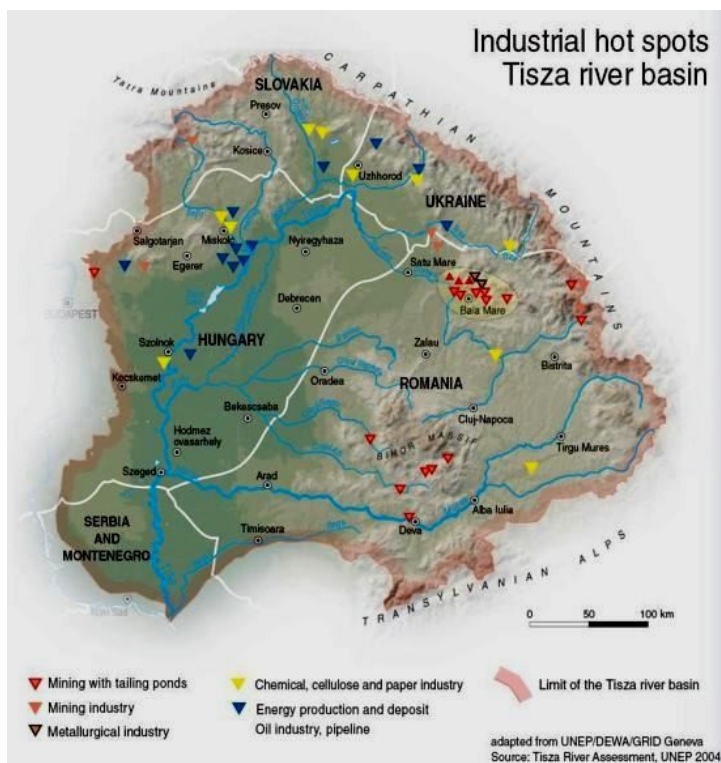 Industrial hot spots
Tisza river basin
Tatra Mountains
SLOVAKIA
CARPATHIAN
MOUNTAINS
Presov
Kosice
Uzhhorod
UKRAINE
Salgotarjan
Miskolc
Egerer
Nyiregyhaza
Satu Mare
BUDAPEST
Debrecen
Baia Mare
HUNGARY
Szolnok
Zalau
Bistrita
Kecskemet
Oradea
ROMANIA
Bekescsaba
Cluj-Napoca
Hodmez
ovasarhely
BIHOR MASSIF
Tirgu Mures
Szeged
Arad
Alba Iulia
SERBIA
AND
MONTENEGRO
Timisoara
Deva
Novi Sad
TRANSYLVANIAN ALPS
0 50 100 km
Mining with tailing ponds
Mining industry
Metallurgical industry
Chemical, cellulose and paper industry
Energy production and deposit
Oil industry, pipeline
Limit of the Tisza river basin
adapted from UNEP/DEWA/GRID Geneva
Source: Tisza River Assessment, UNEP 2004